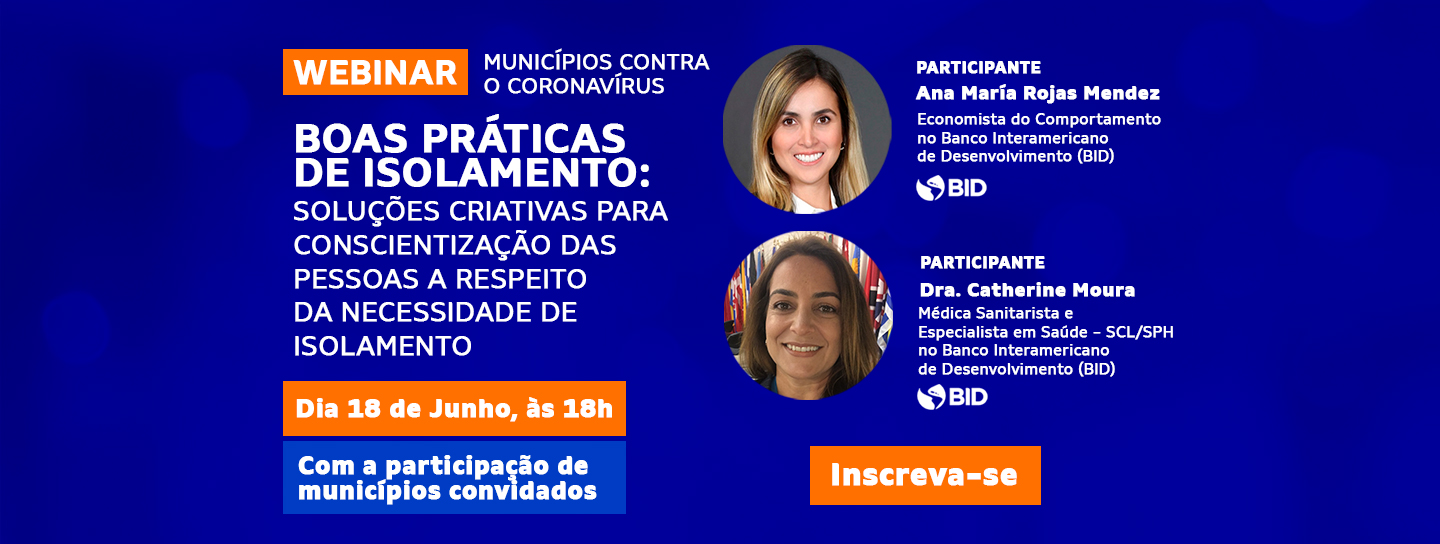 WEBINAR
MUNICÍPIOS CONTRA
O CORONAVÍRUS
BOAS PRÁTICAS
DE ISOLAMENTO:
SOLUÇÕES CRIATIVAS PARA
CONSCIENTIZAÇÃO DAS
PESSOAS A RESPEITO
DA NECESSIDADE DE
ISOLAMENTO
Dia 18 de Junho, às 18h
Com a participação de
municípios convidados
PARTICIPANTE
Ana María Rojas Mendez
Economista do Comportamento
no Banco Interamericano
de Desenvolvimento (BID)
BID
PARTICIPANTE
Dra. Catherine Moura
Médica Sanitarista e
Especialista em Saúde – SCL/SPH
no Banco Interamericano
de Desenvolvimento (BID)
BID
Inscreva-se